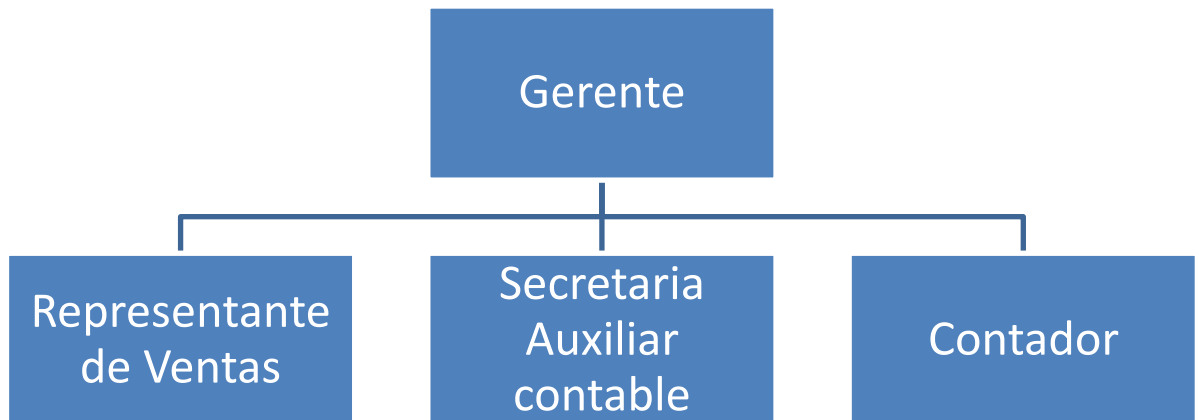 Gerente
Representante
de Ventas
Secretaria
Auxiliar
contable
Contador